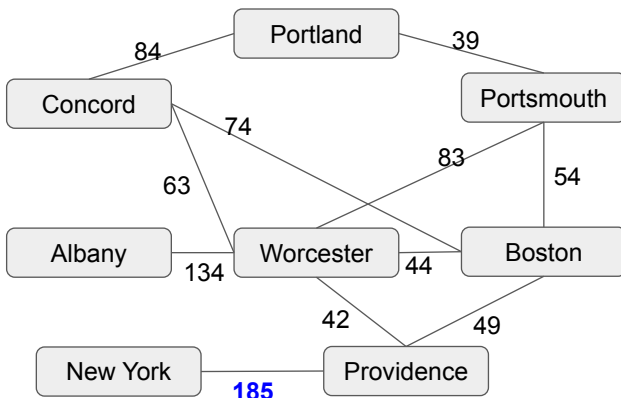 Portland
84
39
Concord
Portsmouth
74
83
63
54
Albany
Worcester
Boston
134
44
42
49
New York
Providence
185